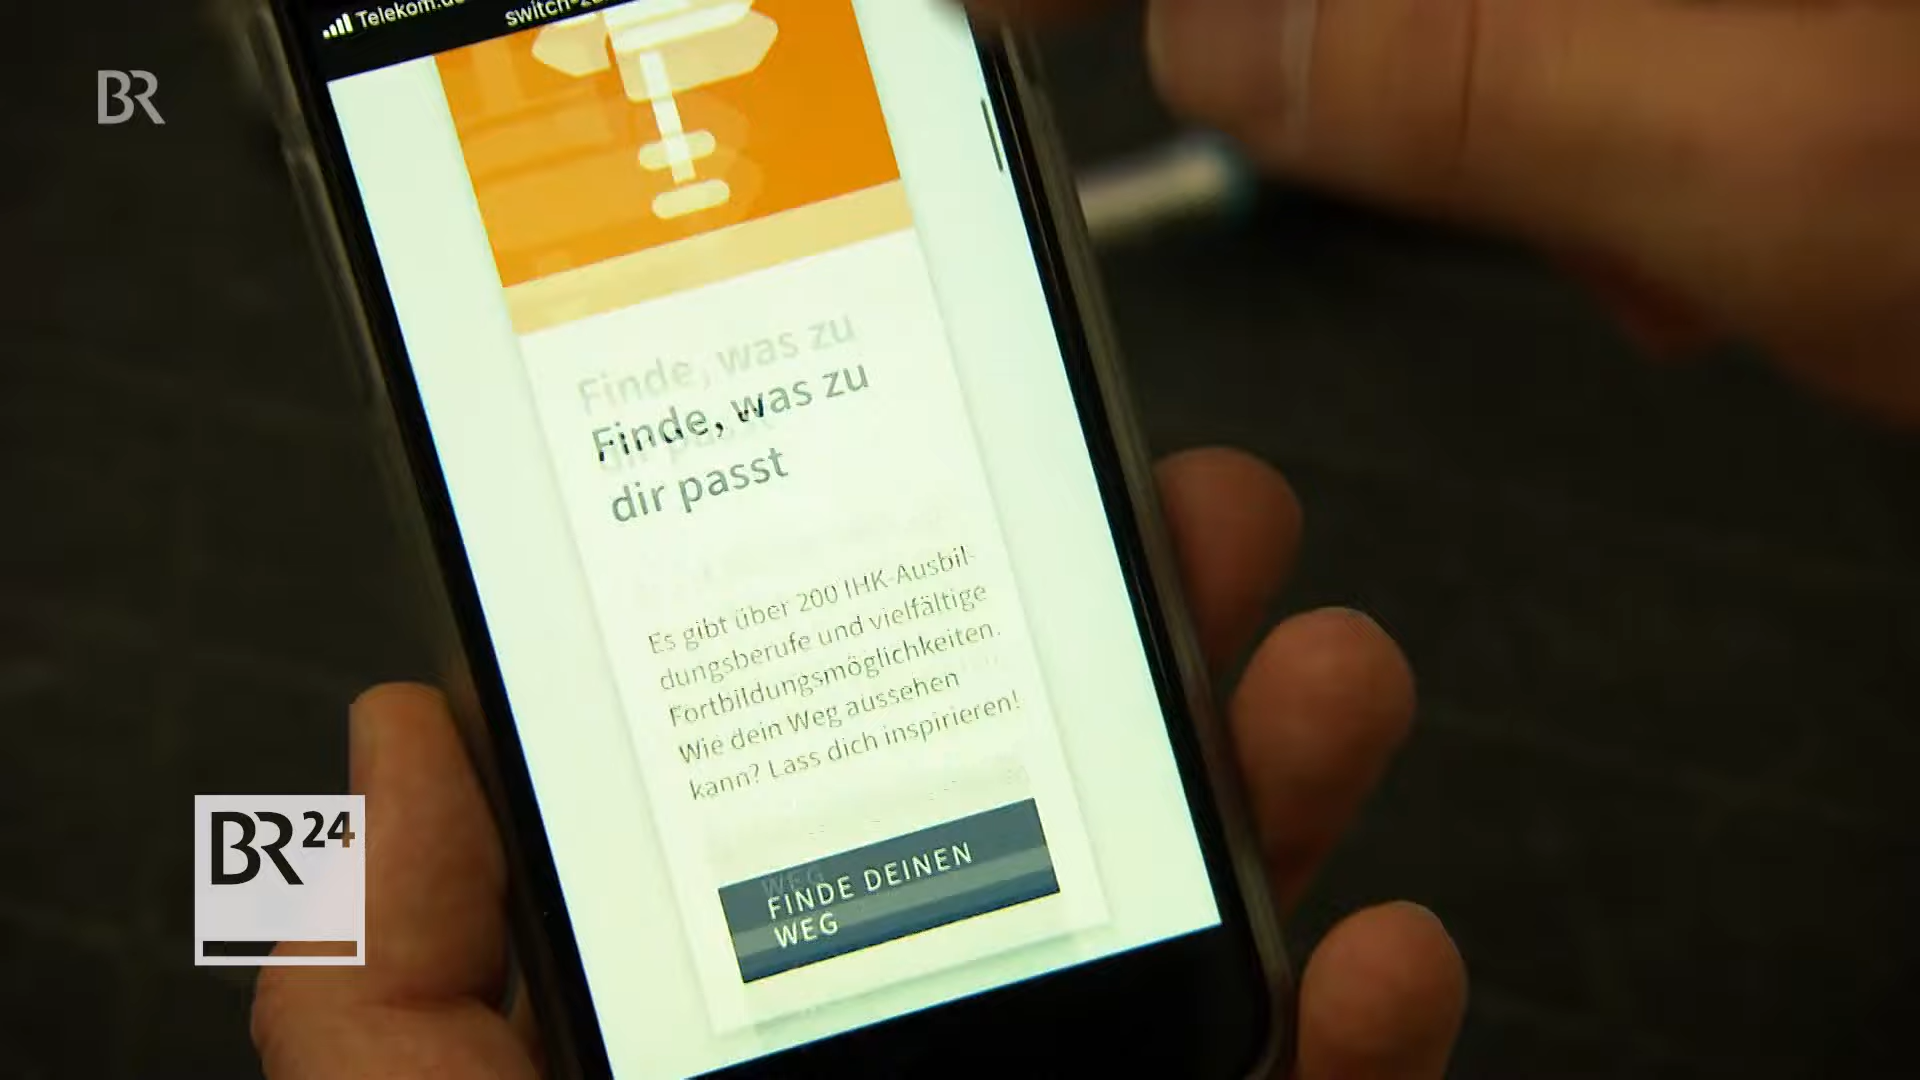 Telekom.de
BR
Finde, was zu
dir passt
Es gibt über 200 IHK-Ausbil-
dungsberufe und vielfältige
Fortbildungsmöglichkeiten.
Wie dein Weg aussehen
kann? Lass dich inspirieren!
FINDE DEINEN
WEG
BR24